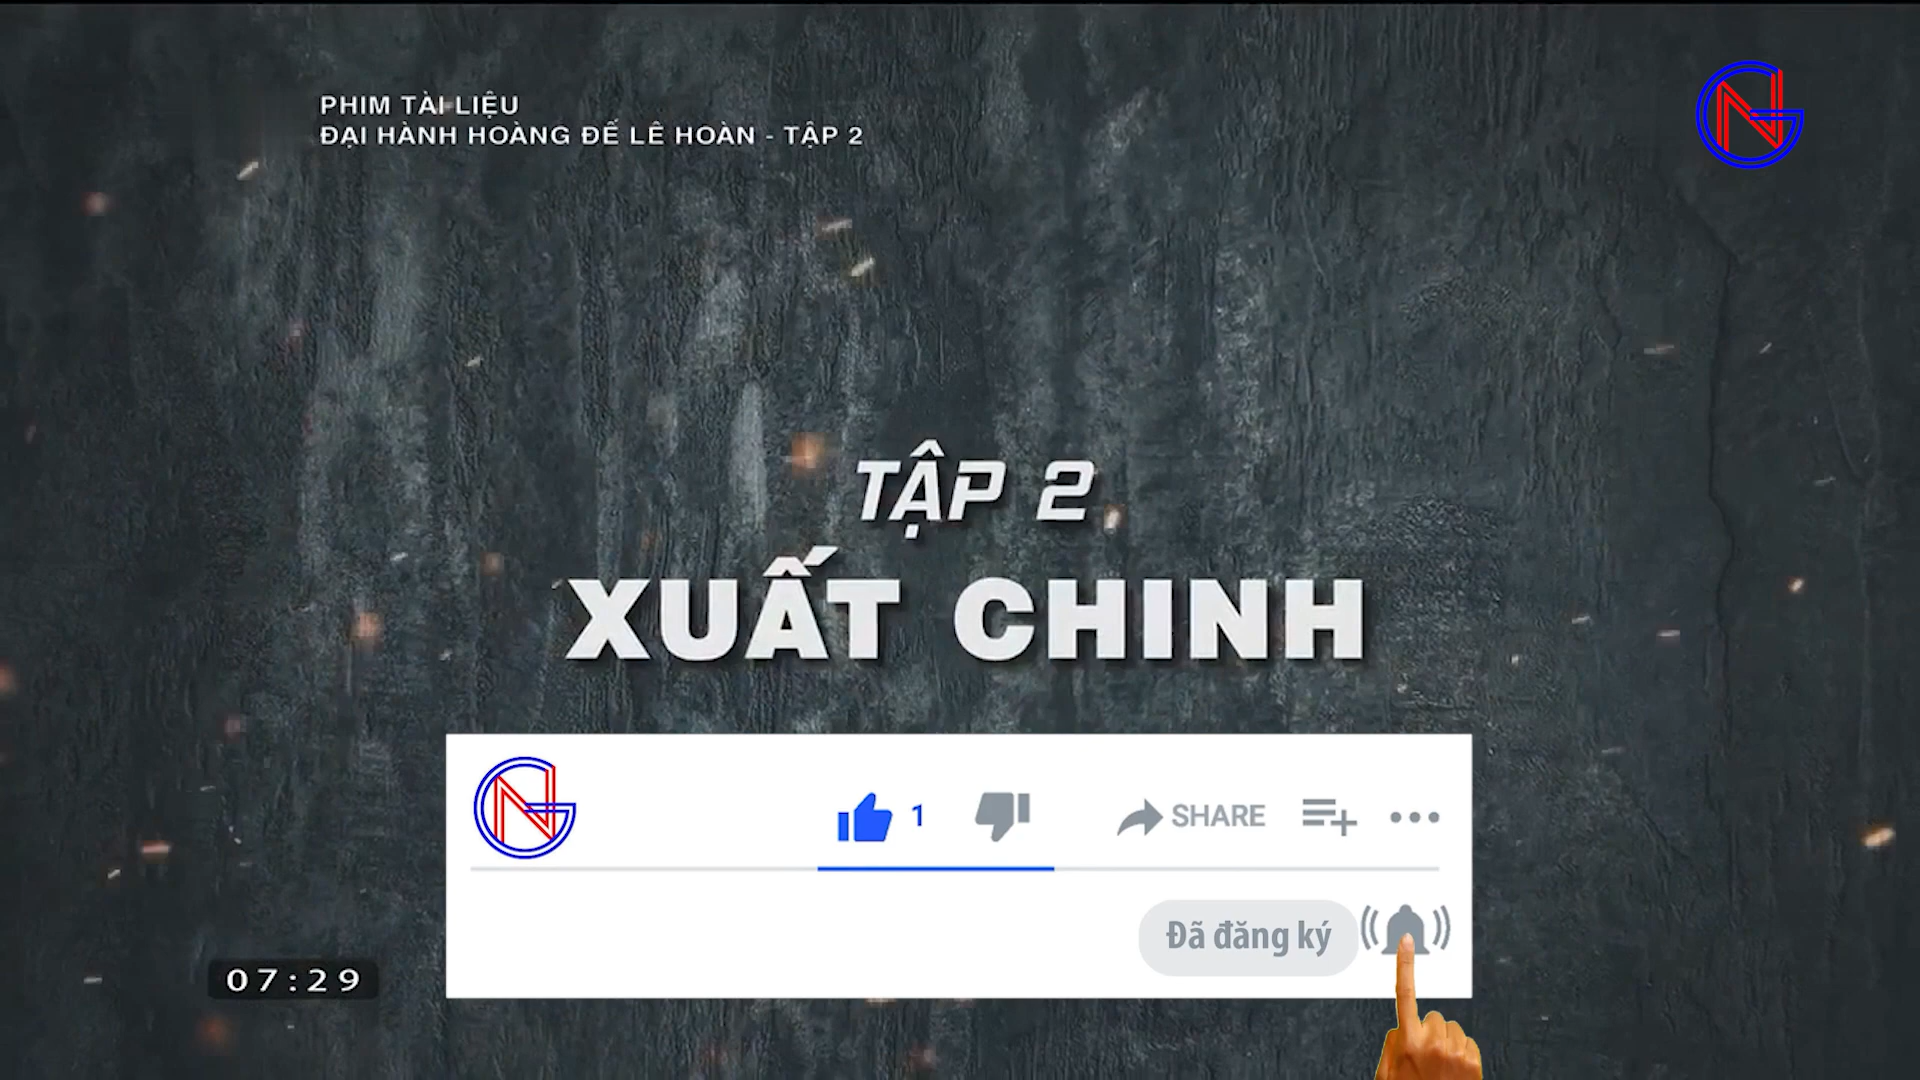 PHIM TÀI LIỆU
ĐẠI HÀNH HOÀNG ĐẾ LÊ HOÀN - TẬP 2
TẬP 2
XUẤT CHINH
1
SHARE
Đã đăng ký
07:29